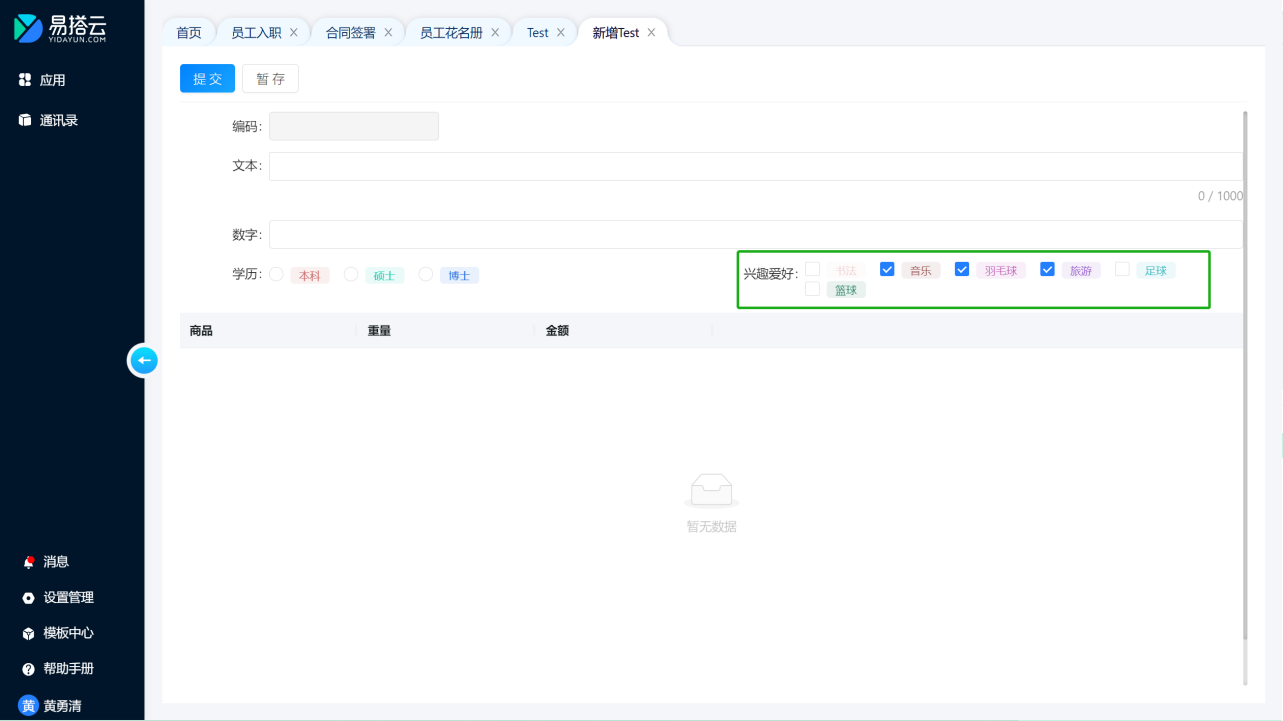 易搭云
YIDAYUN.COM
首页 员工入职 合同签署 员工花名册 Test 新增Test
应用
通讯录
提交 暂存
编码:
文本:
0 / 1000
数字:
学历: 本科 硕士 博士
兴趣爱好: 书法 音乐 羽毛球 旅游 足球
篮球
商品 重量 金额
暂无数据
消息
设置管理
模板中心
帮助手册
黄 黄勇清